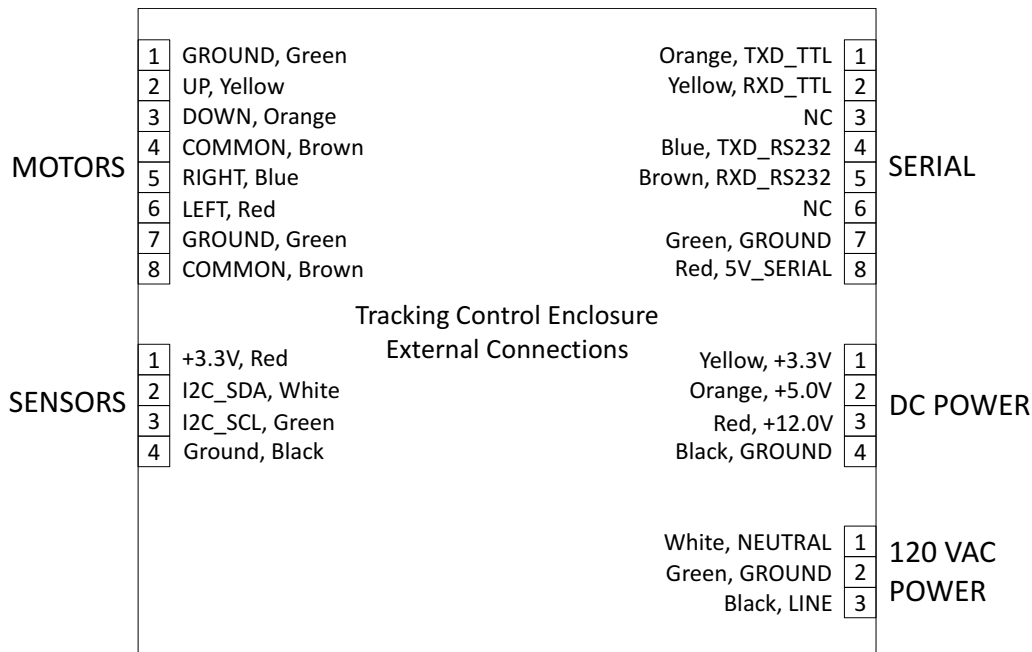 MOTORS
1 GROUND, Green
2 UP, Yellow
3 DOWN, Orange
4 COMMON, Brown
5 RIGHT, Blue
6 LEFT, Red
7 GROUND, Green
8 COMMON, Brown
Orange, TXD_TTL 1
Yellow, RXD_TTL 2
NC 3
Blue, TXD_RS232 4
Brown, RXD_RS232 5
NC 6
Green, GROUND 7
Red, 5V_SERIAL 8
SERIAL
Tracking Control Enclosure
External Connections
SENSORS
1 +3.3V, Red
2 I2C_SDA, White
3 I2C_SCL, Green
4 Ground, Black
Yellow, +3.3V 1
Orange, +5.0V 2
Red, +12.0V 3
Black, GROUND 4
DC POWER
White, NEUTRAL 1
Green, GROUND 2
Black, LINE 3
120 VAC
POWER